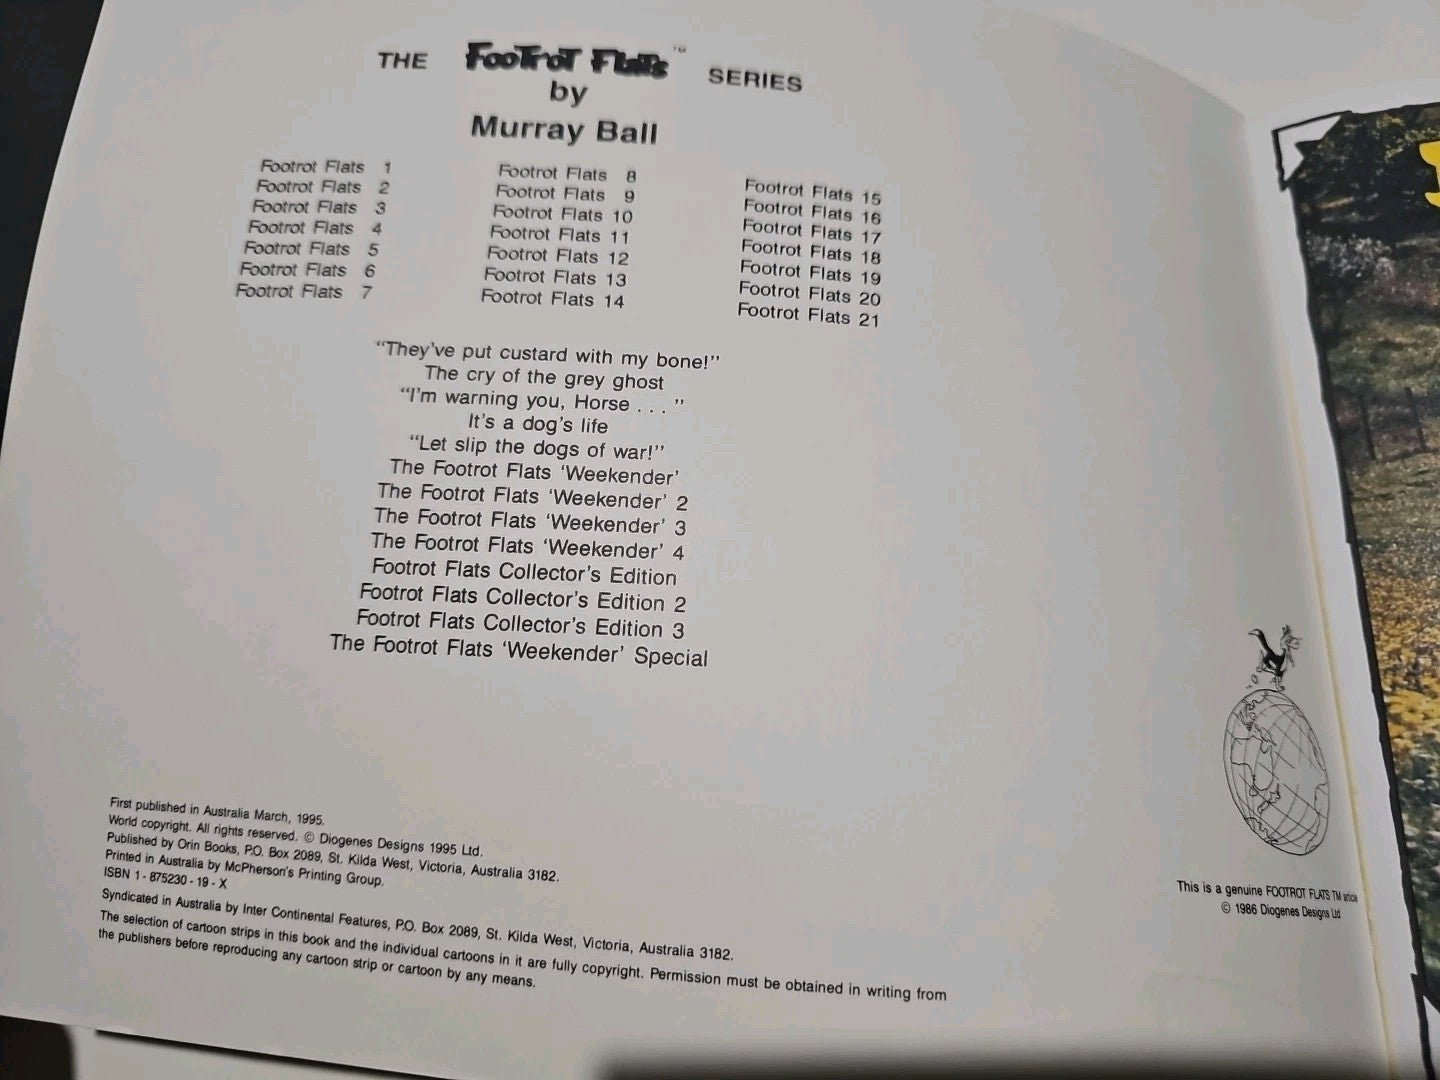 THE FooTroT Flats™ SERIES
by
Murray Ball
Footrot Flats 1
Footrot Flats 2
Footrot Flats 3
Footrot Flats 4
Footrot Flats 5
Footrot Flats 6
Footrot Flats 7
Footrot Flats 8
Footrot Flats 9
Footrot Flats 10
Footrot Flats 11
Footrot Flats 12
Footrot Flats 13
Footrot Flats 14
Footrot Flats 15
Footrot Flats 16
Footrot Flats 17
Footrot Flats 18
Footrot Flats 19
Footrot Flats 20
Footrot Flats 21
“They’ve put custard with my bone!”
The cry of the grey ghost
“I’m warning you, Horse . . . ”
It’s a dog’s life
“Let slip the dogs of war!”
The Footrot Flats ‘Weekender’
The Footrot Flats ‘Weekender’ 2
The Footrot Flats ‘Weekender’ 3
The Footrot Flats ‘Weekender’ 4
Footrot Flats Collector’s Edition
Footrot Flats Collector’s Edition 2
Footrot Flats Collector’s Edition 3
The Footrot Flats ‘Weekender’ Special
First published in Australia March, 1995.
World copyright. All rights reserved. © Diogenes Designs 1995 Ltd.
Published by Orin Books, P.O. Box 2089, St. Kilda West, Victoria, Australia 3182.
Printed in Australia by McPherson’s Printing Group.
ISBN 1 - 875230 - 19 - X
Syndicated in Australia by Inter Continental Features, P.O. Box 2089, St. Kilda West, Victoria, Australia 3182.
The selection of cartoon strips in this book and the individual cartoons in it are fully copyright. Permission must be obtained in writing from
the publishers before reproducing any cartoon strip or cartoon by any means.
This is a genuine FOOTROT FLATS TM article
© 1986 Diogenes Designs Ltd